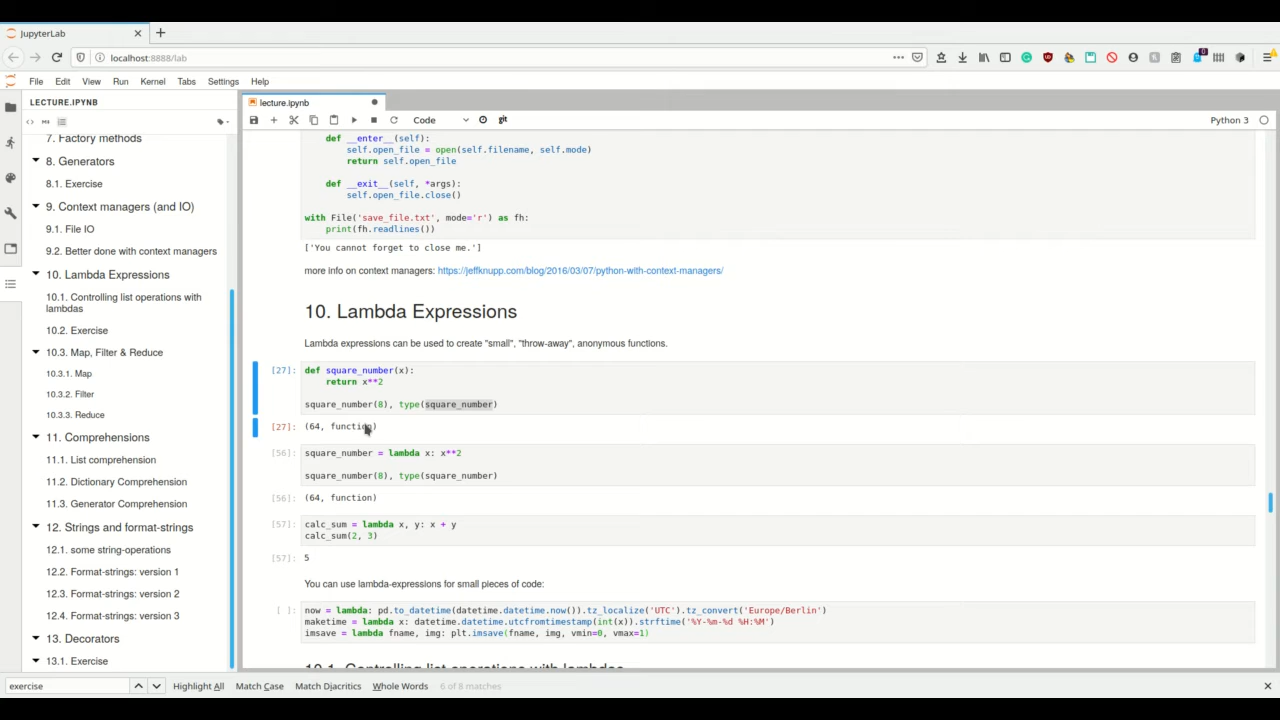 JupyterLab
localhost:8888/lab
0
File Edit View Run Kernel Tabs Settings Help
LECTURE.IPYNB
lecture.ipynb
Code
git
Python 3
7. Factory methods
8. Generators
8.1. Exercise
9. Context managers (and IO)
9.1. File IO
9.2. Better done with context managers
10. Lambda Expressions
10.1. Controlling list operations with
lambdas
10.2. Exercise
10.3. Map, Filter & Reduce
10.3.1. Map
10.3.2. Filter
10.3.3. Reduce
11. Comprehensions
11.1. List comprehension
11.2. Dictionary Comprehension
11.3. Generator Comprehension
12. Strings and format-strings
12.1. some string-operations
12.2. Format-strings: version 1
12.3. Format-strings: version 2
12.4. Format-strings: version 3
13. Decorators
13.1. Exercise
def __enter__(self):
self.open_file = open(self.filename, self.mode)
return self.open_file
def __exit__(self, *args):
self.open_file.close()
with File('save_file.txt', mode='r') as fh:
print(fh.readlines())
['You cannot forget to close me.']
more info on context managers: https://jeffknupp.com/blog/2016/03/07/python-with-context-managers/
10. Lambda Expressions
Lambda expressions can be used to create "small", "throw-away", anonymous functions.
[27]: def square_number(x):
return x**2
square_number(8), type(square_number)
[27]: (64, function)
[56]: square_number = lambda x: x**2
square_number(8), type(square_number)
[56]: (64, function)
[57]: calc_sum = lambda x, y: x + y
calc_sum(2, 3)
[57]: 5
You can use lambda-expressions for small pieces of code:
[ ]: now = lambda: pd.to_datetime(datetime.datetime.now()).tz_localize('UTC').tz_convert('Europe/Berlin')
maketime = lambda x: datetime.datetime.utcfromtimestamp(int(x)).strftime('%Y-%m-%d %H:%M')
imsave = lambda fname, img: plt.imsave(fname, img, vmin=0, vmax=1)
10.1. Controlling list operations with lambdas
exercise
Highlight All Match Case Match Diacritics Whole Words 6 of 8 matches